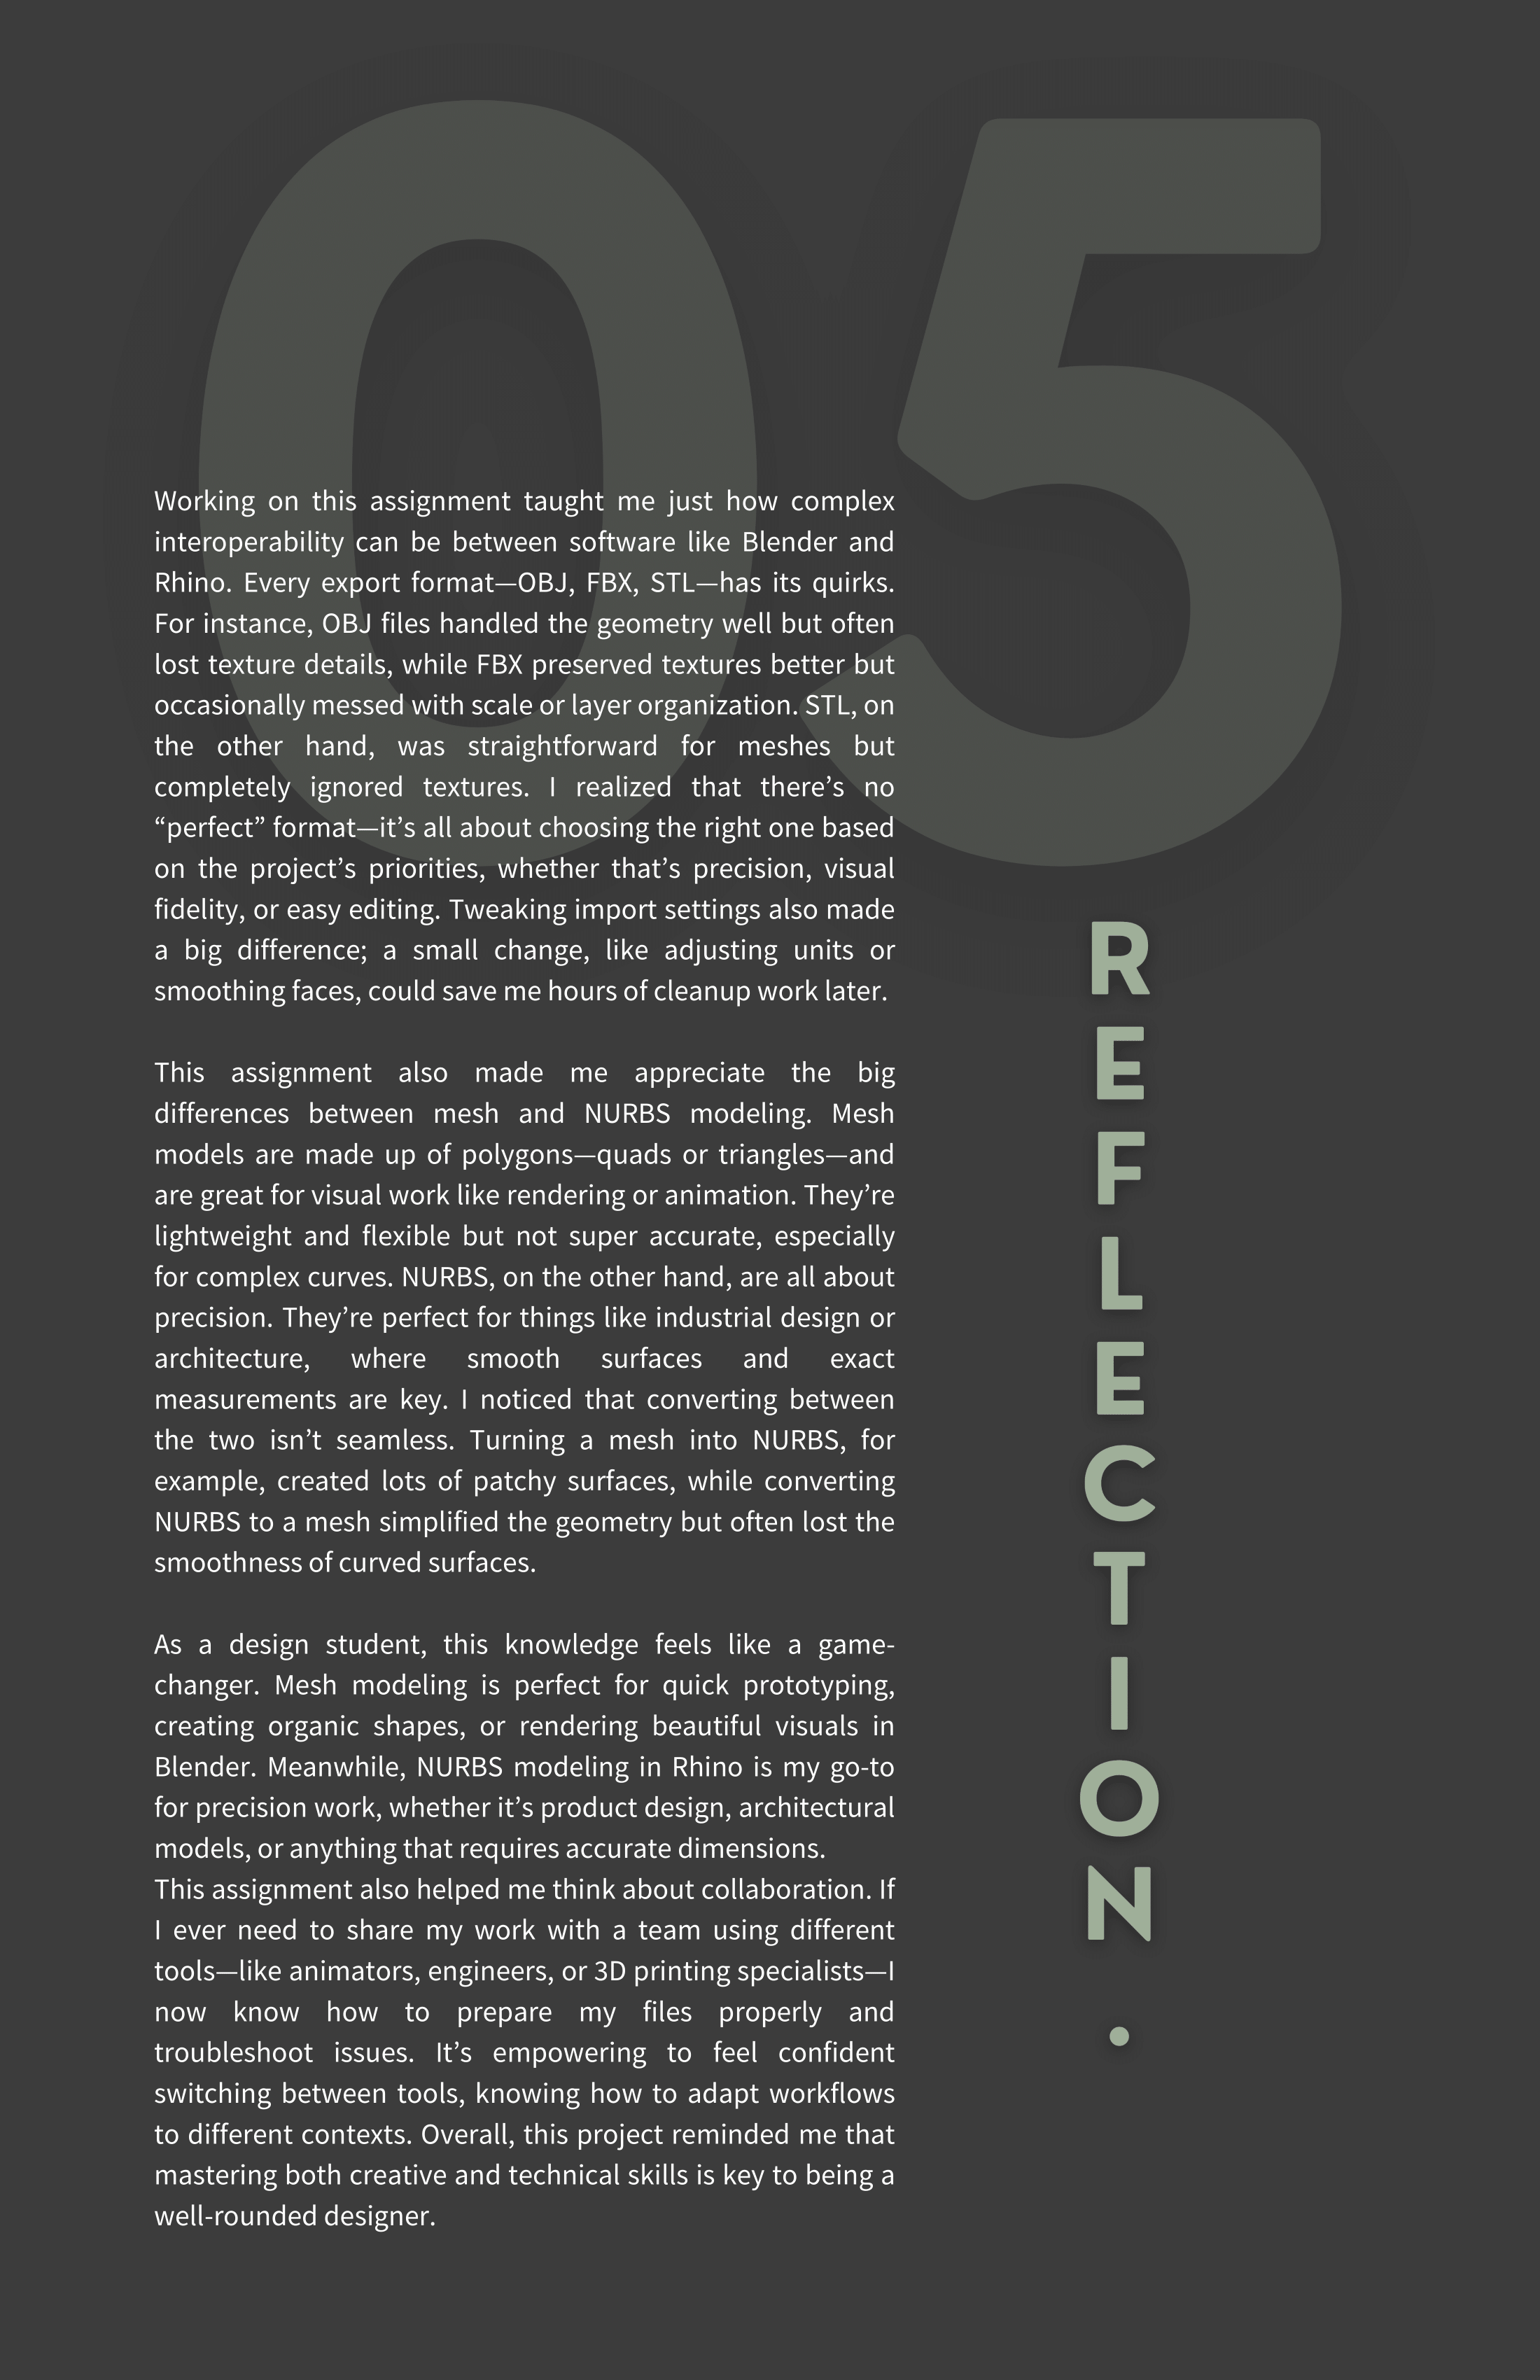 05
Working on this assignment taught me just how complex
interoperability can be between software like Blender and
Rhino. Every export format—OBJ, FBX, STL—has its quirks.
For instance, OBJ files handled the geometry well but often
lost texture details, while FBX preserved textures better but
occasionally messed with scale or layer organization. STL, on
the other hand, was straightforward for meshes but
completely ignored textures. I realized that there’s no
“perfect” format—it’s all about choosing the right one based
on the project’s priorities, whether that’s precision, visual
fidelity, or easy editing. Tweaking import settings also made
a big difference; a small change, like adjusting units or
smoothing faces, could save me hours of cleanup work later.
This assignment also made me appreciate the big
differences between mesh and NURBS modeling. Mesh
models are made up of polygons—quads or triangles—and
are great for visual work like rendering or animation. They’re
lightweight and flexible but not super accurate, especially
for complex curves. NURBS, on the other hand, are all about
precision. They’re perfect for things like industrial design or
architecture, where smooth surfaces and exact
measurements are key. I noticed that converting between
the two isn’t seamless. Turning a mesh into NURBS, for
example, created lots of patchy surfaces, while converting
NURBS to a mesh simplified the geometry but often lost the
smoothness of curved surfaces.
As a design student, this knowledge feels like a game-
changer. Mesh modeling is perfect for quick prototyping,
creating organic shapes, or rendering beautiful visuals in
Blender. Meanwhile, NURBS modeling in Rhino is my go-to
for precision work, whether it’s product design, architectural
models, or anything that requires accurate dimensions.
This assignment also helped me think about collaboration. If
I ever need to share my work with a team using different
tools—like animators, engineers, or 3D printing specialists—I
now know how to prepare my files properly and
troubleshoot issues. It’s empowering to feel confident
switching between tools, knowing how to adapt workflows
to different contexts. Overall, this project reminded me that
mastering both creative and technical skills is key to being a
well-rounded designer.
REFLECTION.